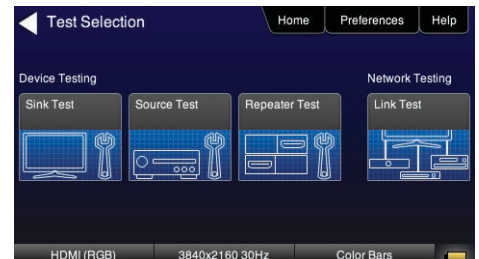 Test Selection
Home
Preferences
Help
Device Testing
Network Testing
Sink Test
Source Test
Repeater Test
Link Test
HDMI (RGB)
3840x2160 30Hz
Color Bars